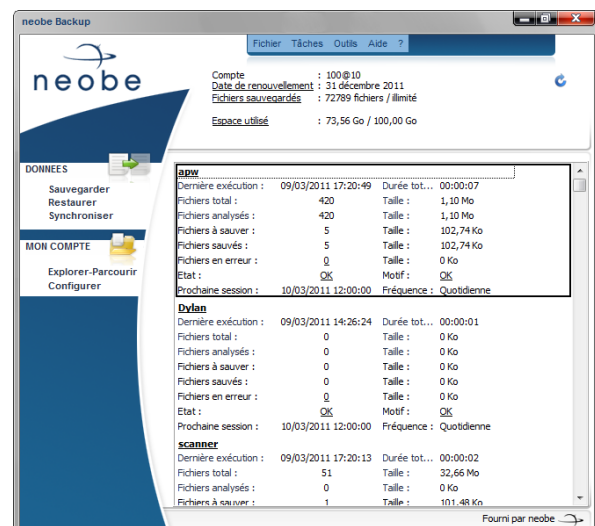 neobe Backup
Fichier Tâches Outils Aide ?
neobe
Compte : 100@10
Date de renouvellement : 31 décembre 2011
Fichiers sauvegardés : 72789 fichiers / illimité
Espace utilisé : 73,56 Go / 100,00 Go
DONNEES
Sauvegarder
Restaurer
Synchroniser
MON COMPTE
Explorer-Parcourir
Configurer
apw
Dernière exécution : 09/03/2011 17:20:49 Durée tot... 00:00:07
Fichiers total : 420 Taille : 1,10 Mo
Fichiers analysés : 420 Taille : 1,10 Mo
Fichiers à sauver : 5 Taille : 102,74 Ko
Fichiers sauvés : 5 Taille : 102,74 Ko
Fichiers en erreur : 0 Taille : 0 Ko
Etat : OK Motif : OK
Prochaine session : 10/03/2011 12:00:00 Fréquence : Quotidienne
Dylan
Dernière exécution : 09/03/2011 14:26:24 Durée tot... 00:00:01
Fichiers total : 0 Taille : 0 Ko
Fichiers analysés : 0 Taille : 0 Ko
Fichiers à sauver : 0 Taille : 0 Ko
Fichiers sauvés : 0 Taille : 0 Ko
Fichiers en erreur : 0 Taille : 0 Ko
Etat : OK Motif : OK
Prochaine session : 10/03/2011 12:00:00 Fréquence : Quotidienne
scanner
Dernière exécution : 09/03/2011 17:20:13 Durée tot... 00:00:02
Fichiers total : 51 Taille : 32,66 Mo
Fichiers analysés : 0 Taille : 0 Ko
Fichiers à sauver : 1 Taille : 101,48 Ko
Fourni par neobe